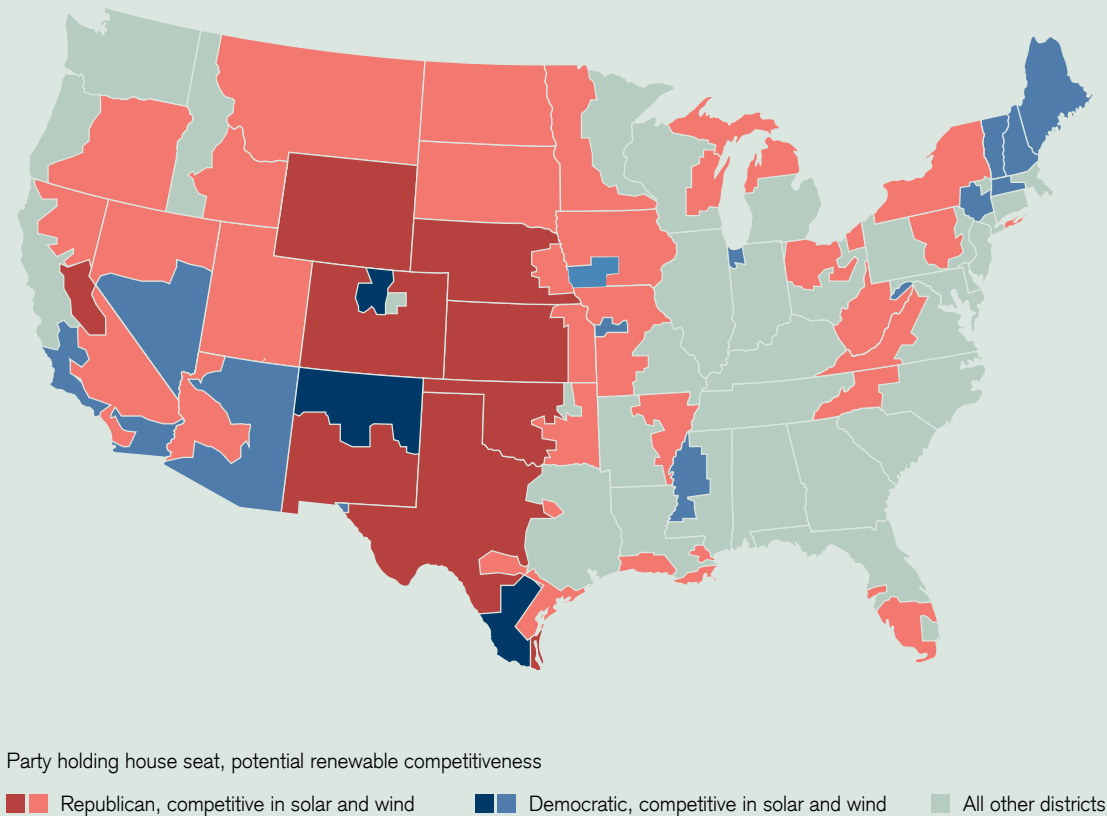 Party holding house seat, potential renewable competitiveness
Republican, competitive in solar and wind Democratic, competitive in solar and wind All other districts